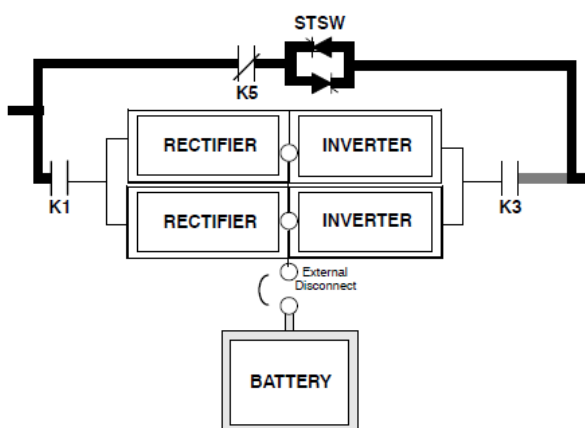 STSW
K5
RECTIFIER
INVERTER
K1
K3
RECTIFIER
INVERTER
External
Disconnect
BATTERY